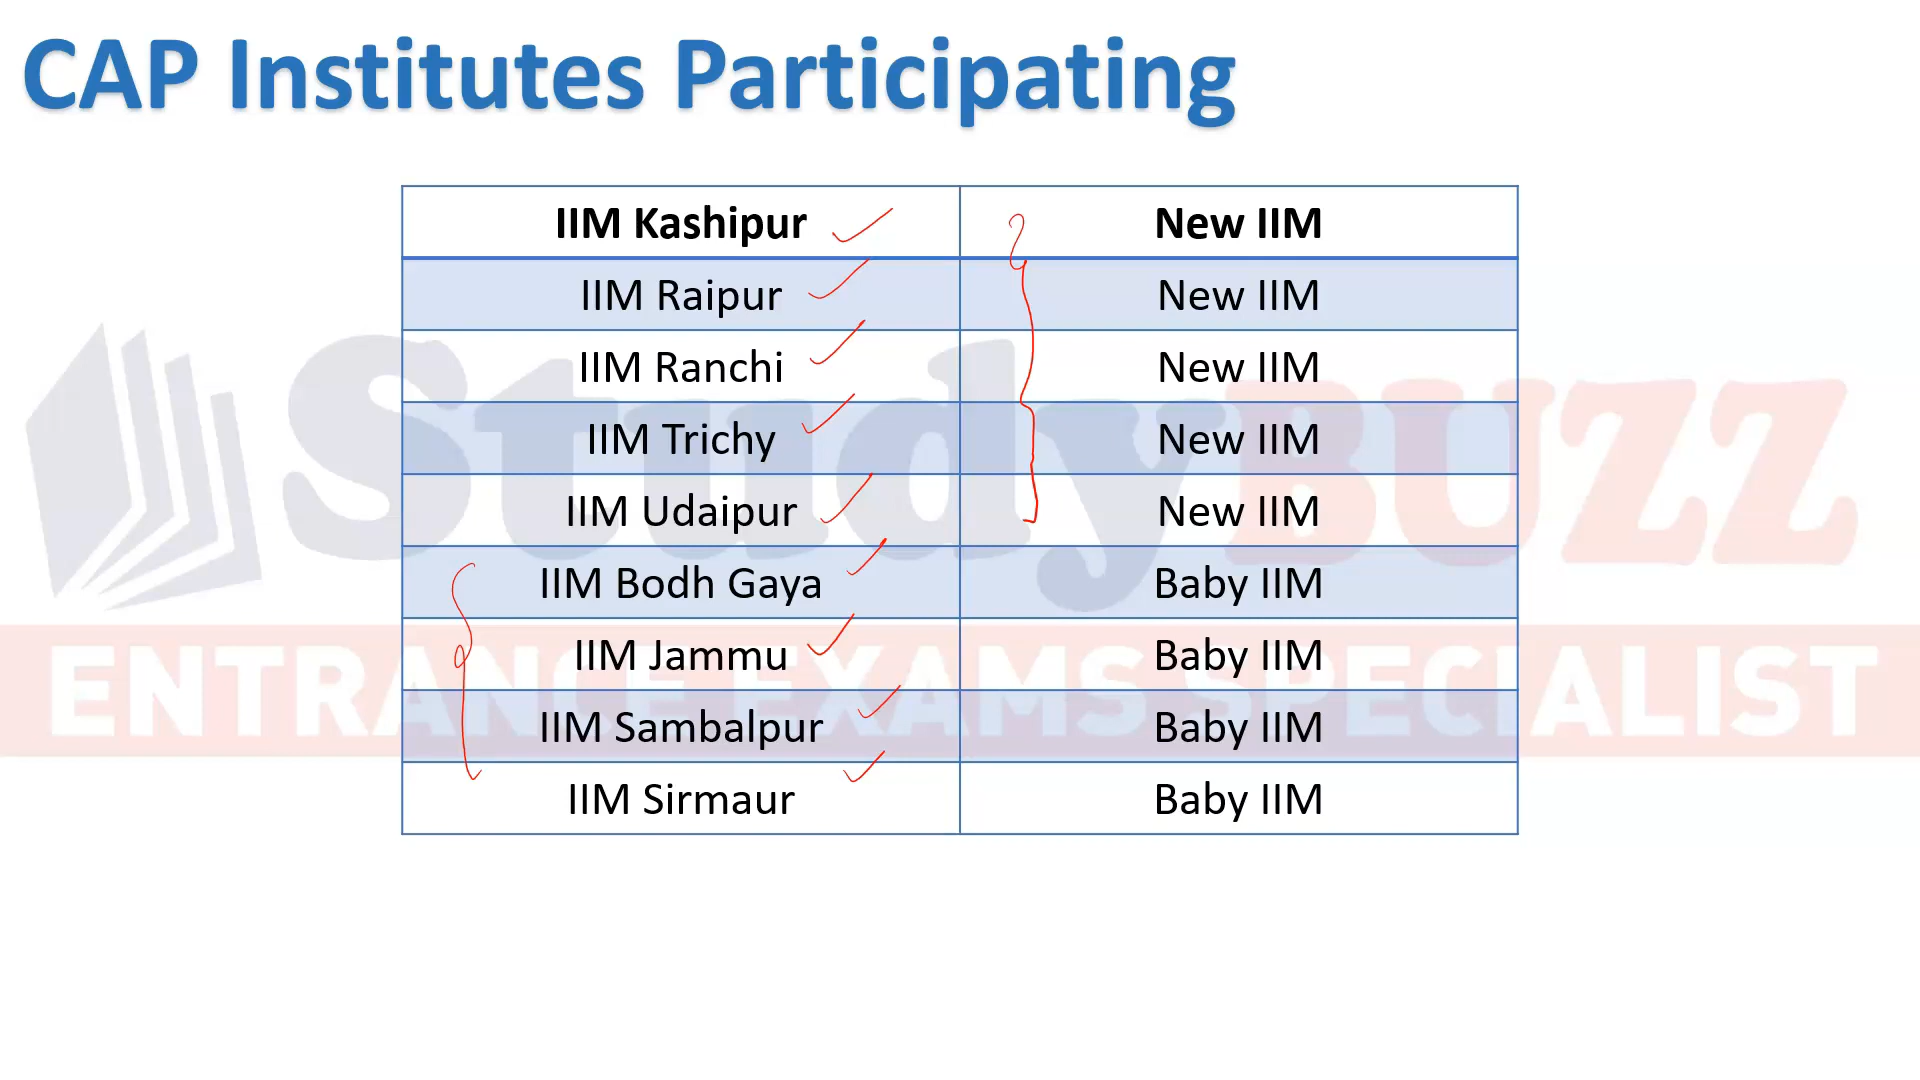 CAP Institutes Participating
IIM Kashipur New IIM
IIM Raipur New IIM
IIM Ranchi New IIM
IIM Trichy New IIM
IIM Udaipur New IIM
IIM Bodh Gaya Baby IIM
IIM Jammu Baby IIM
IIM Sambalpur Baby IIM
IIM Sirmaur Baby IIM
StudyBUZZ
ENTRANCE EXAMS SPECIALIST